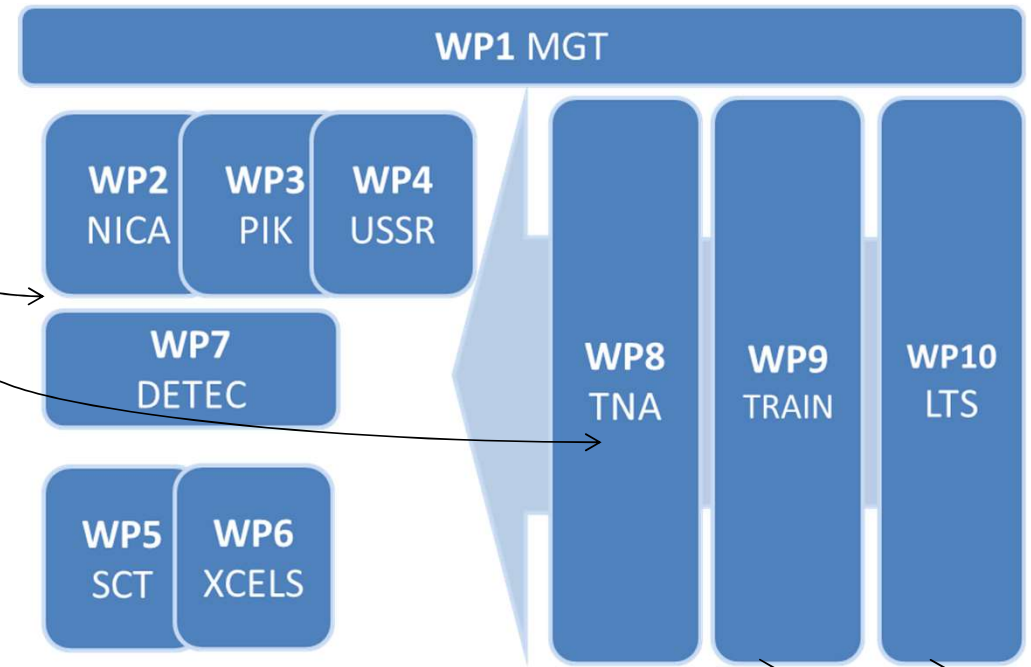 WP1 MGT
WP2
NICA
WP3
PIK
WP4
USSR
WP7
DETEC
WP5
SCT
WP6
XCELS
WP8
TNA
WP9
TRAIN
WP10
LTS